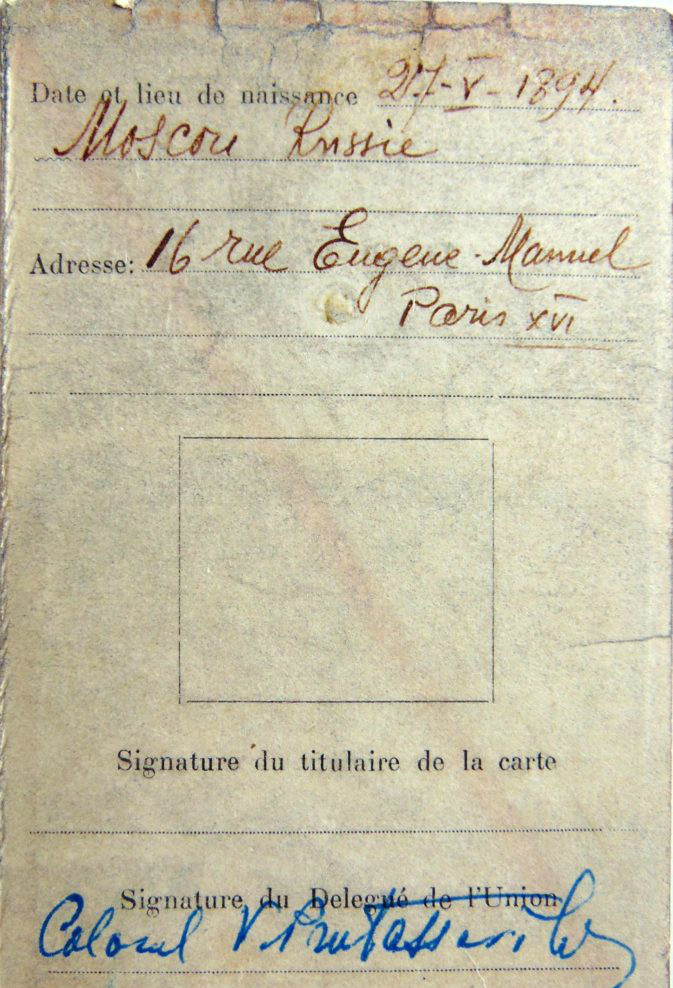 Date et lieu de naissance 27-V-1894.
Moscou Russie
Adresse: 16 rue Eugene-Manuel
Paris XVI
Signature du titulaire de la carte
Signature du Delegué de l'Union
Colonel V.